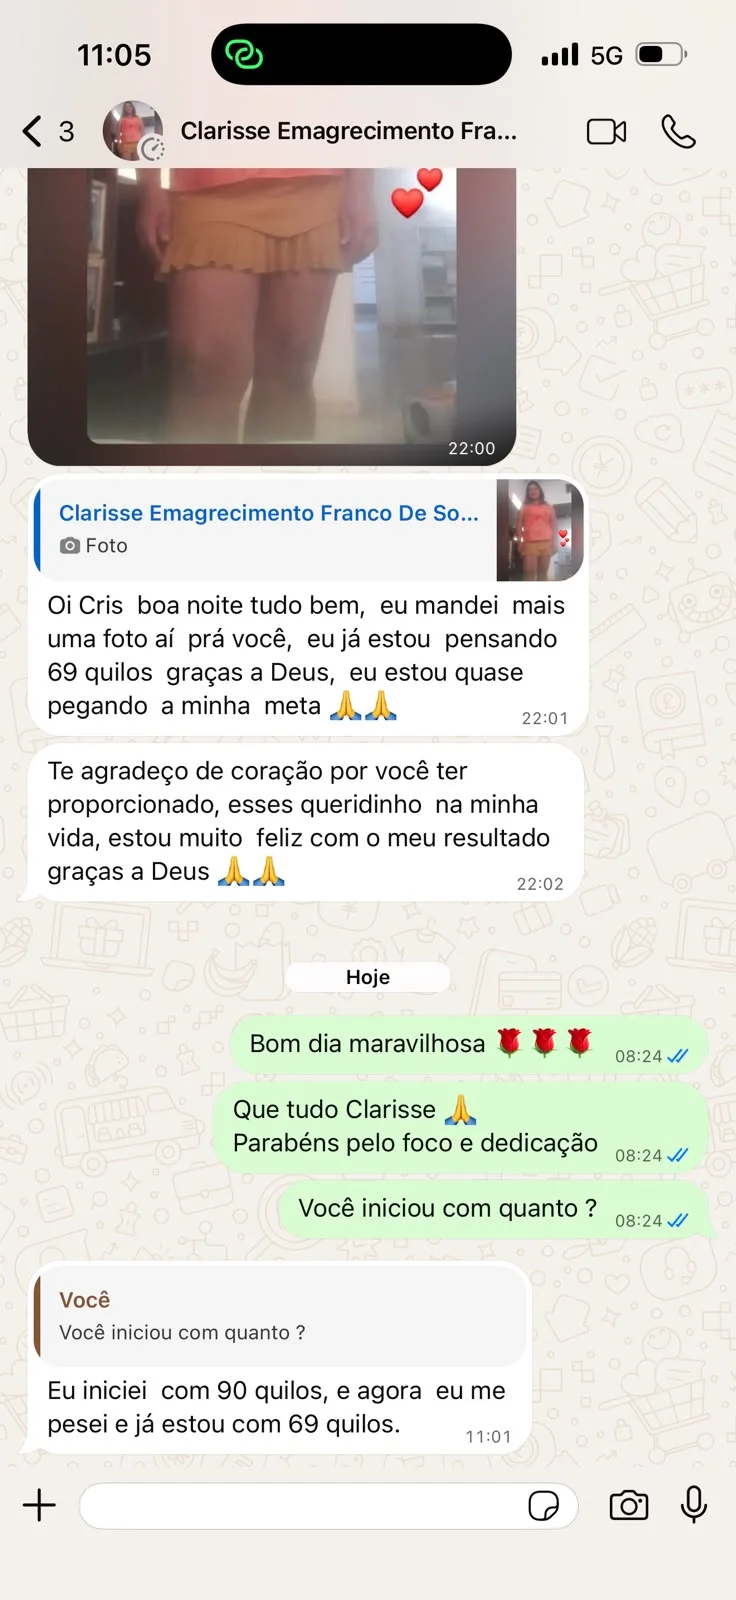 11:05
5G
3
Clarisse Emagrecimento Fra...
22:00
Clarisse Emagrecimento Franco De So...
Foto
Oi Cris boa noite tudo bem, eu mandei mais
uma foto aí prá você, eu já estou pensando
69 quilos graças a Deus, eu estou quase
pegando a minha meta 🙏🙏
22:01
Te agradeço de coração por você ter
proporcionado, esses queridinho na minha
vida, estou muito feliz com o meu resultado
graças a Deus 🙏🙏
22:02
Hoje
Bom dia maravilhosa 🌹🌹🌹
08:24
Que tudo Clarisse 🙏
Parabéns pelo foco e dedicação
08:24
Você iniciou com quanto ?
08:24
Você
Você iniciou com quanto ?
Eu iniciei com 90 quilos, e agora eu me
pesei e já estou com 69 quilos.
11:01